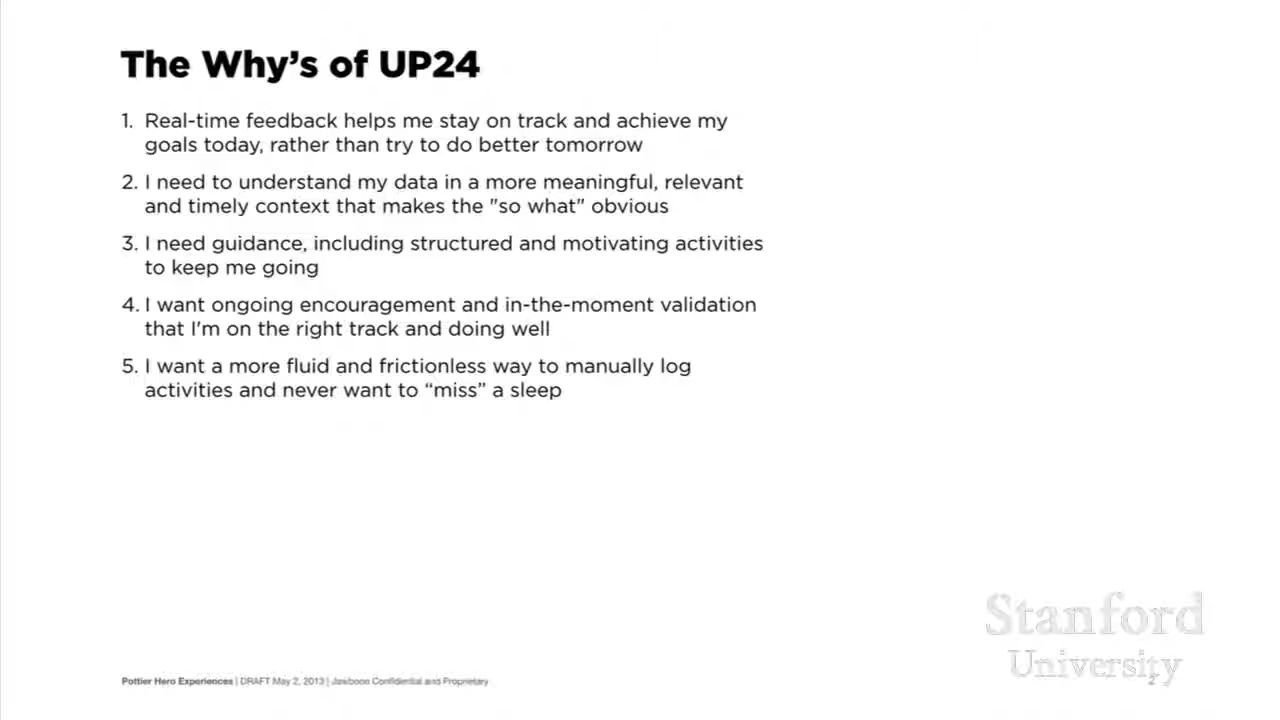 The Why’s of UP24
1. Real-time feedback helps me stay on track and achieve my
goals today, rather than try to do better tomorrow
2. I need to understand my data in a more meaningful, relevant
and timely context that makes the "so what" obvious
3. I need guidance, including structured and motivating activities
to keep me going
4. I want ongoing encouragement and in-the-moment validation
that I'm on the right track and doing well
5. I want a more fluid and frictionless way to manually log
activities and never want to “miss” a sleep
Pottier Hero Experiences | DRAFT May 2, 2013 | Jawbone Confidential and Proprietary
Stanford
University
2